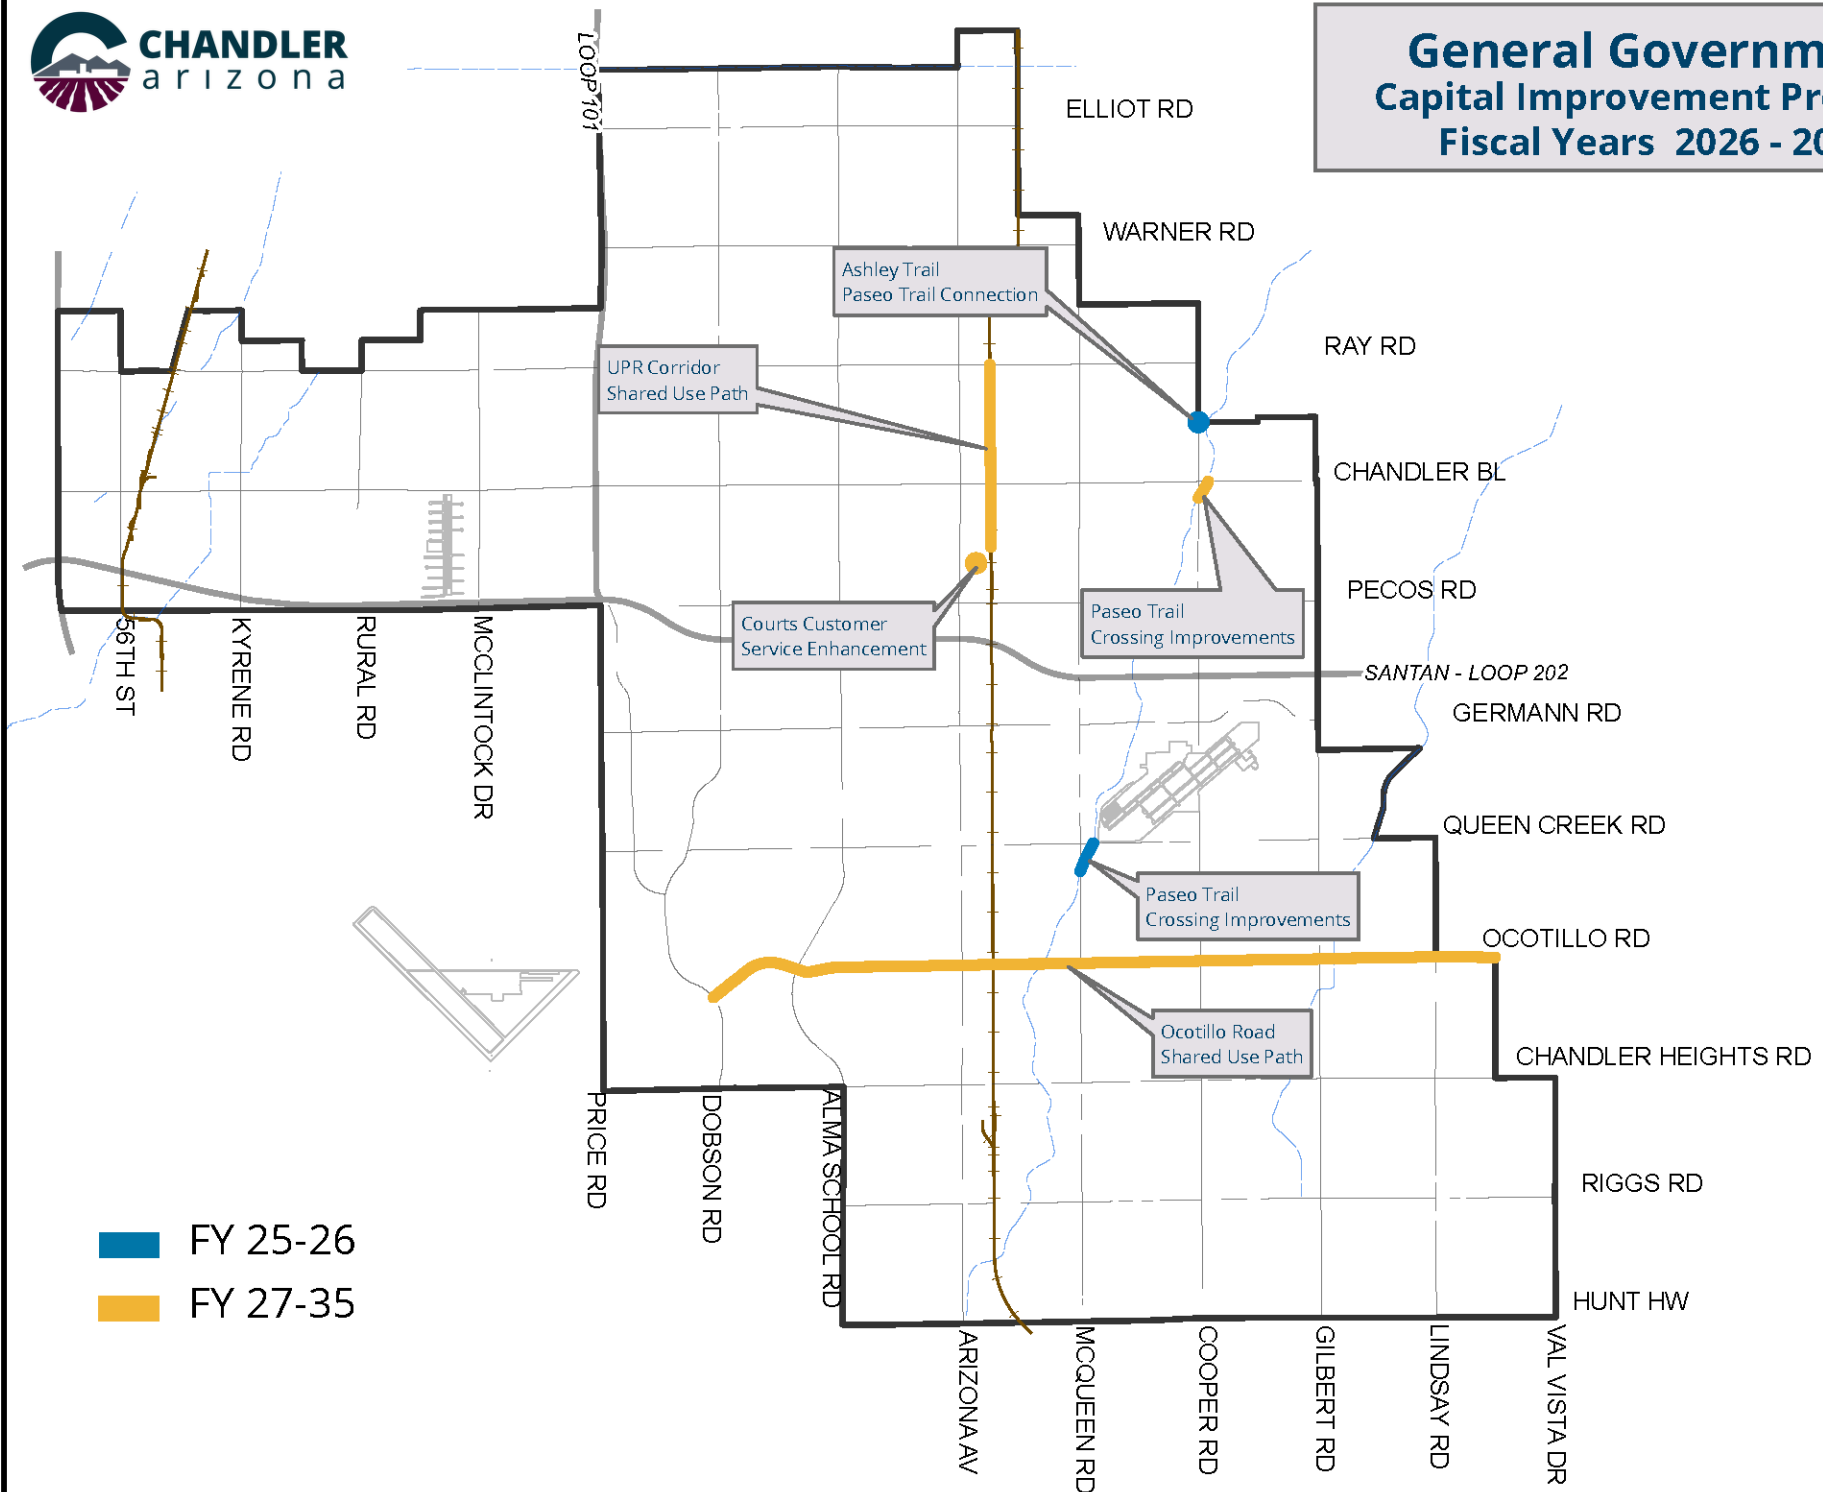 CHANDLER
arizona
General Governm
Capital Improvement Pr
Fiscal Years 2026 - 20
LOOP 101
ELLIOT RD
WARNER RD
Ashley Trail
Paseo Trail Connection
RAY RD
UPR Corridor
Shared Use Path
CHANDLER BL
PECOS RD
Paseo Trail
Crossing Improvements
Courts Customer
Service Enhancement
SANTAN - LOOP 202
56TH ST
KYRENE RD
RURAL RD
MCCLINTOCK DR
GERMANN RD
QUEEN CREEK RD
Paseo Trail
Crossing Improvements
OCOTILLO RD
Ocotillo Road
Shared Use Path
CHANDLER HEIGHTS RD
PRICE RD
DOBSON RD
ALMA SCHOOL RD
RIGGS RD
FY 25-26
FY 27-35
HUNT HW
ARIZONA AV
MCQUEEN RD
COOPER RD
GILBERT RD
LINDSAY RD
VAL VISTA DR